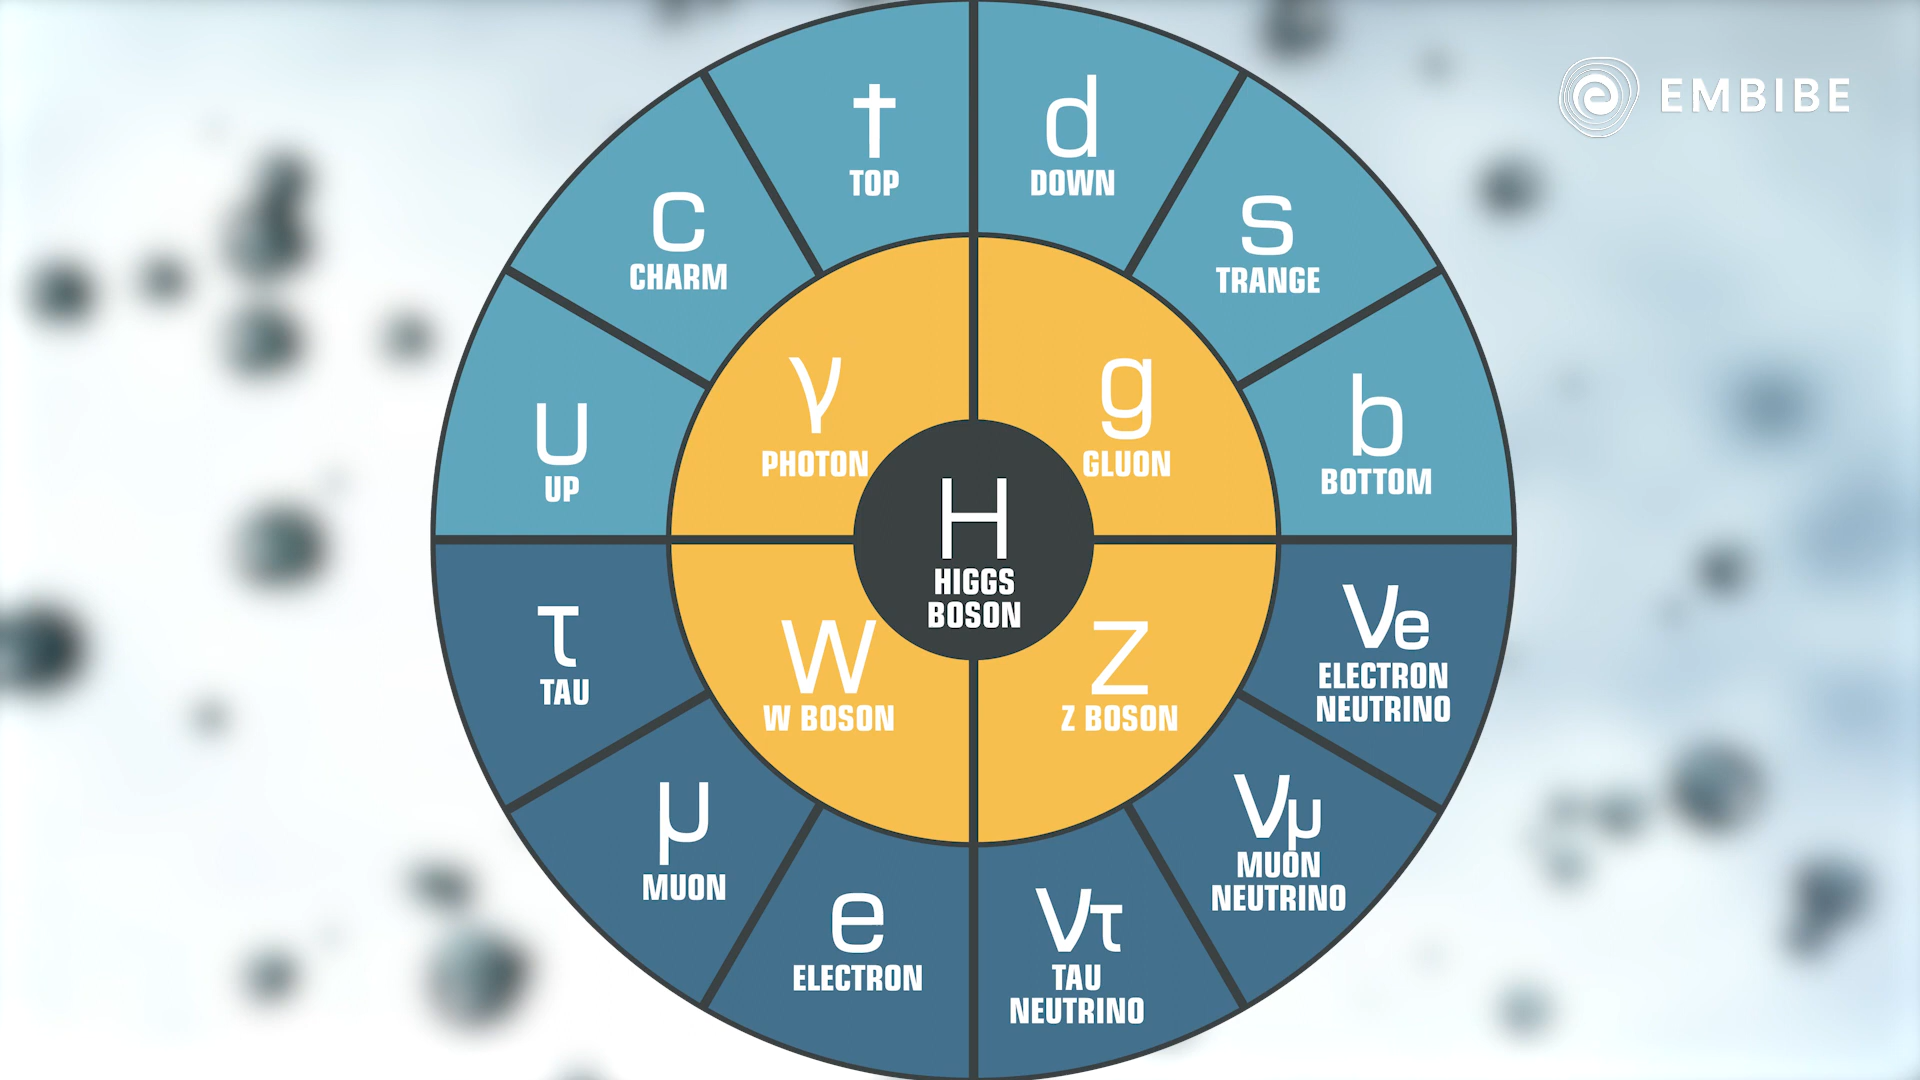 EMBIBE
t
TOP
d
DOWN
c
CHARM
s
TRANGE
u
UP
γ
PHOTON
g
GLUON
b
BOTTOM
H
HIGGS
BOSON
τ
TAU
W
W BOSON
Z
Z BOSON
νe
ELECTRON
NEUTRINO
μ
MUON
νμ
MUON
NEUTRINO
e
ELECTRON
ντ
TAU
NEUTRINO